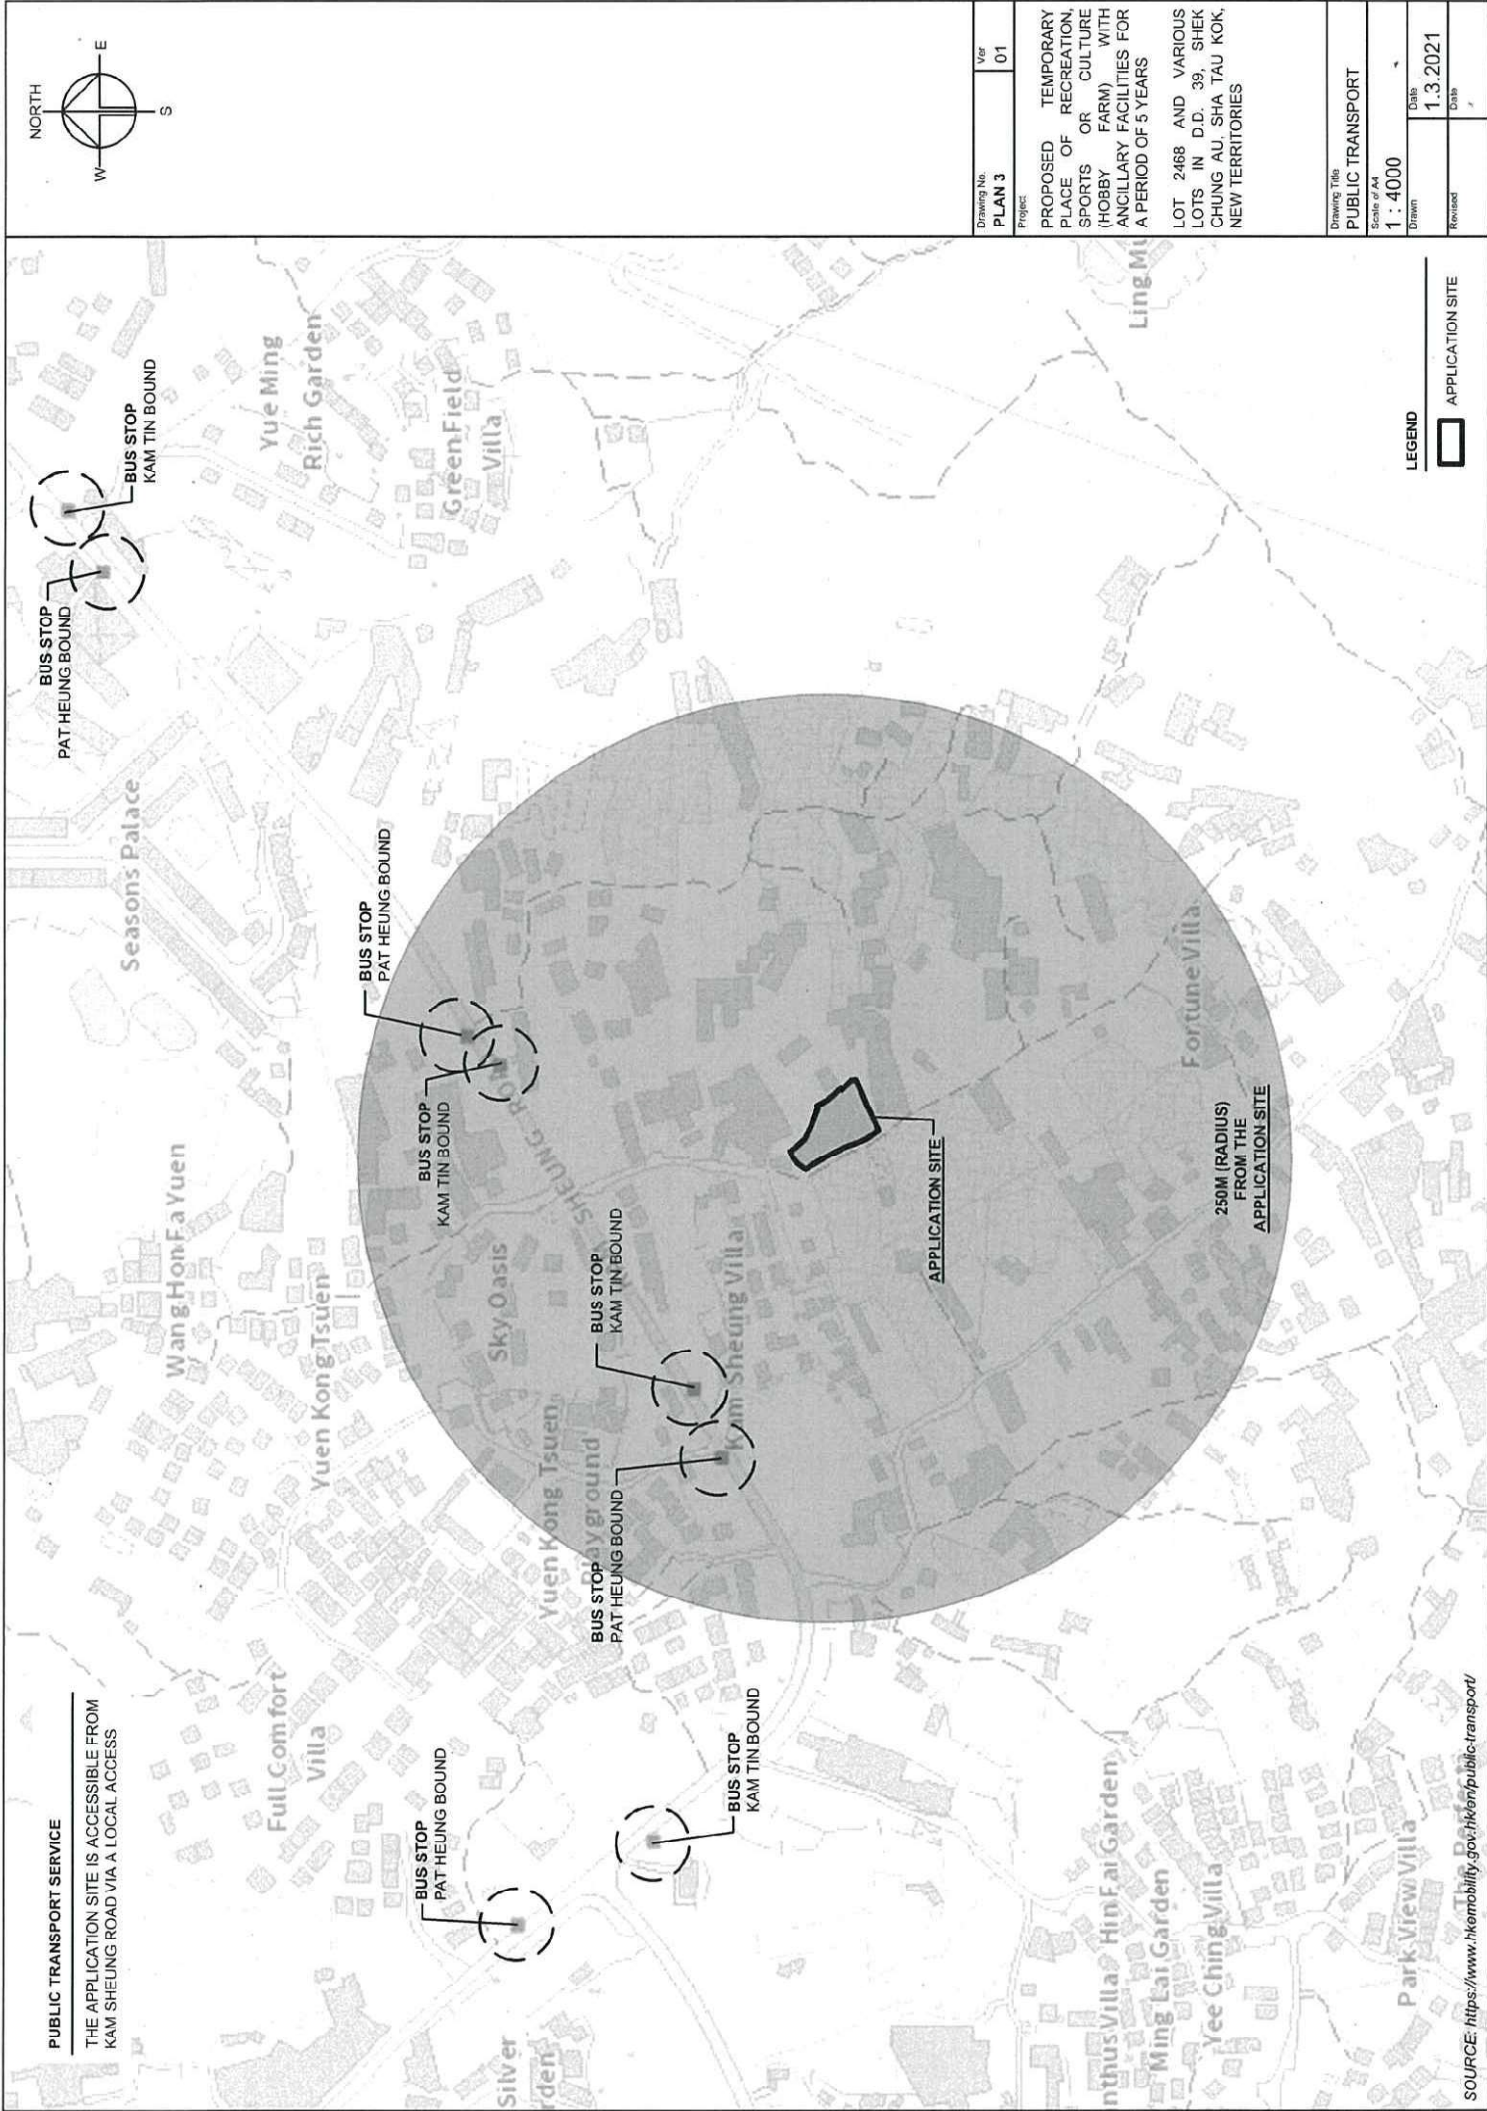 PUBLIC TRANSPORT SERVICE
THE APPLICATION SITE IS ACCESSIBLE FROM
KAM SHEUNG ROAD VIA A LOCAL ACCESS
NORTH
W
E
S
BUS STOP
PAT HEUNG BOUND
BUS STOP
KAM TIN BOUND
Seasons Palace
Yue Ming
Rich Garden
Green Field
Villa
Wang Hon Fa Yuen
Yuen Kong Tsuen
Full Comfort
Villa
BUS STOP
PAT HEUNG BOUND
BUS STOP
KAM TIN BOUND
SHEUNG ROAD
Sky Oasis
BUS STOP
KAM TIN BOUND
Yuen Kong Tsuen
Playground
BUS STOP
PAT HEUNG BOUND
Kam Sheung Villa
BUS STOP
PAT HEUNG BOUND
BUS STOP
KAM TIN BOUND
Silver
rden
APPLICATION SITE
Fortune Villa
250M (RADIUS)
FROM THE
APPLICATION SITE
Ling Mu
nthus Villa
Hin Fai Garden
Ming Lai Garden
Yee Ching Villa
Park View Villa
SOURCE: https://www.hkemobility.gov.hk/en/public-transport/
LEGEND
APPLICATION SITE
Drawing No.
PLAN 3
Ver
01
Project
PROPOSED TEMPORARY
PLACE OF RECREATION,
SPORTS OR CULTURE
(HOBBY FARM) WITH
ANCILLARY FACILITIES FOR
A PERIOD OF 5 YEARS
LOT 2468 AND VARIOUS
LOTS IN D.D. 39, SHEK
CHUNG AU, SHA TAU KOK,
NEW TERRITORIES
Drawing Title
PUBLIC TRANSPORT
Scale of A4
1 : 4000
Drawn
Date
1.3.2021
Revised
Date